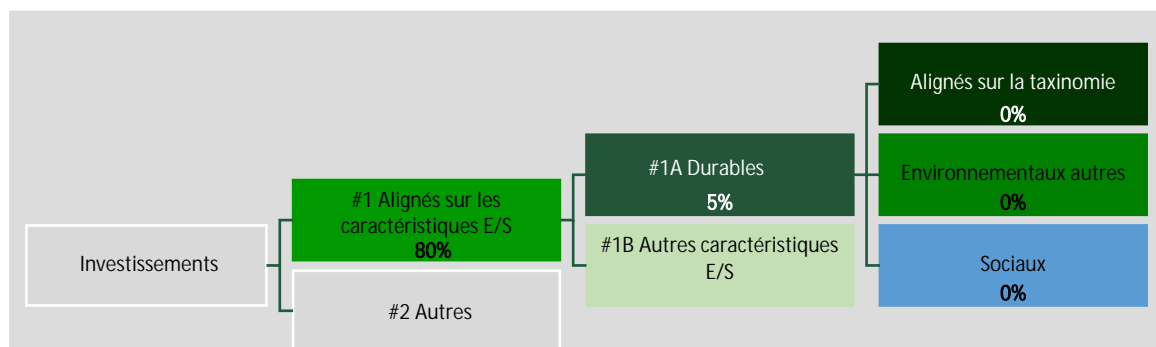 Investissements
#1 Alignés sur les
caractéristiques E/S
80%
#2 Autres
#1A Durables
5%
#1B Autres caractéristiques
E/S
Alignés sur la taxinomie
0%
Environnementaux autres
0%
Sociaux
0%